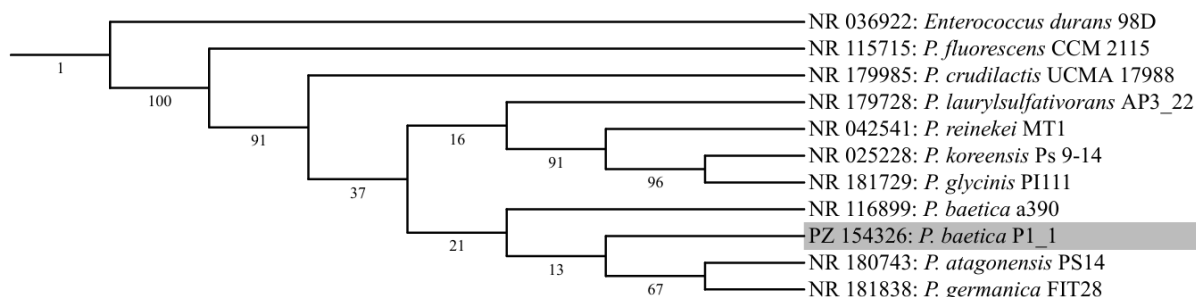 NR 036922: Enterococcus durans 98D
NR 115715: P. fluorescens CCM 2115
1
NR 179985: P. crudilactis UCMA 17988
100
NR 179728: P. laurylsulfativorans AP3_22
NR 042541: P. reinekei MT1
91
16
NR 025228: P. koreensis Ps 9-14
91
NR 181729: P. glycinis PI111
96
37
NR 116899: P. baetica a390
PZ 154326: P. baetica P1_1
21
NR 180743: P. atagonensis PS14
13
NR 181838: P. germanica FIT28
67